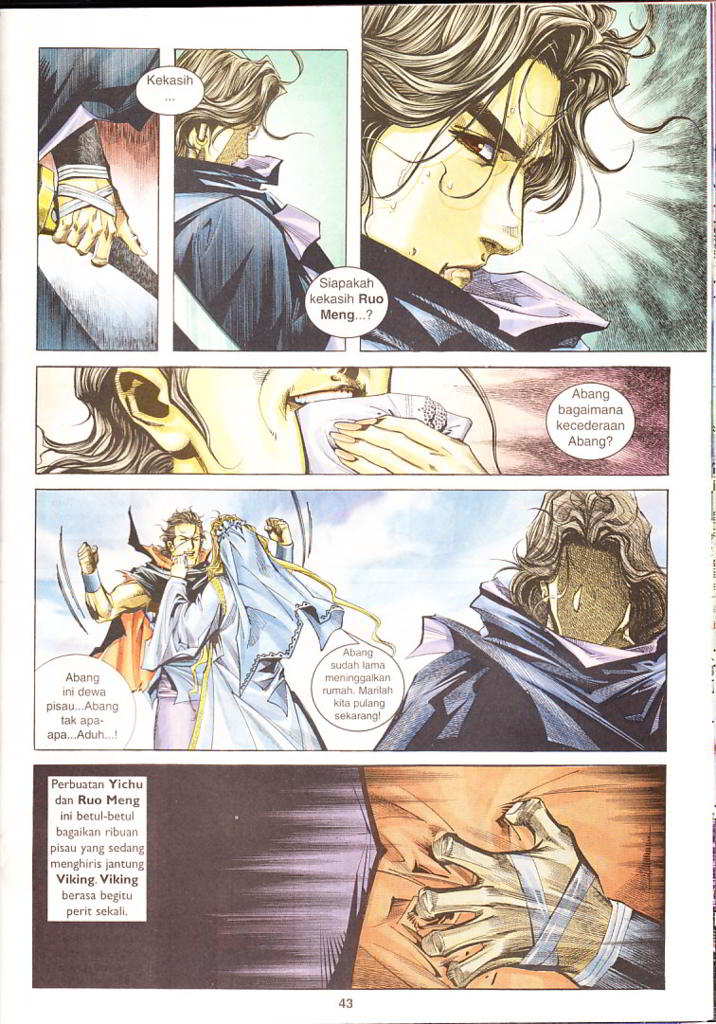 Kekasih
...
Siapakah
kekasih Ruo
Meng...?
Abang
bagaimana
kecederaan
Abang?
Abang
ini dewa
pisau...Abang
tak apa-
apa...Aduh...!
Abang
sudah lama
meninggalkan
rumah. Marilah
kita pulang
sekarang!
Perbuatan Yichu
dan Ruo Meng
ini betul-betul
bagaikan ribuan
pisau yang sedang
menghiris jantung
Viking. Viking
berasa begitu
perit sekali.
43